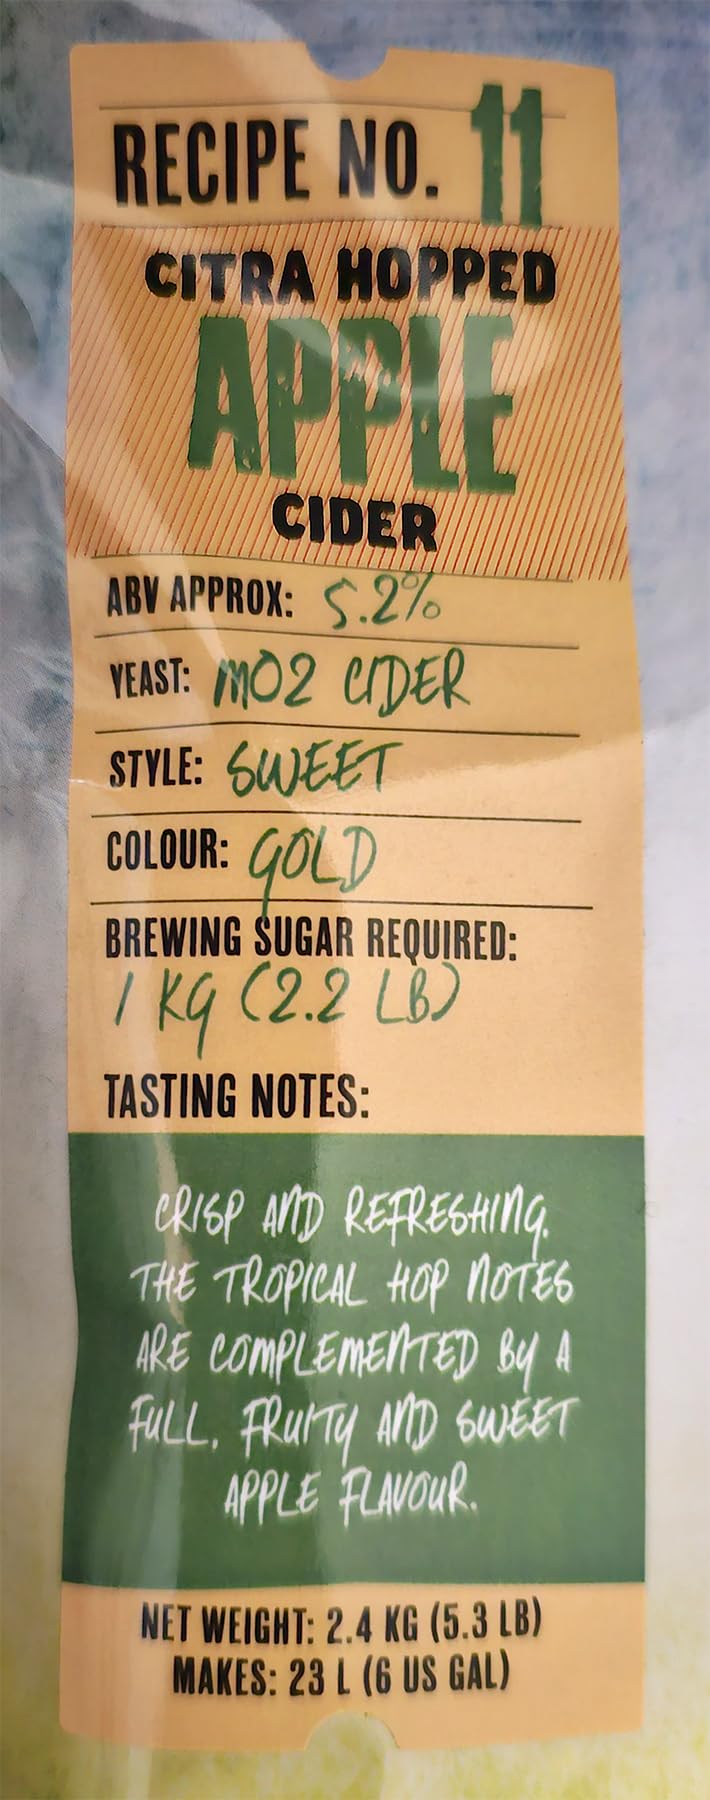 RECIPE NO. 11
CITRA HOPPED
APPLE
CIDER
ABV APPROX: 5.2%
YEAST: M02 CIDER
STYLE: SWEET
COLOUR: GOLD
BREWING SUGAR REQUIRED:
1 KG (2.2 LB)
TASTING NOTES:
CRISP AND REFRESHING.
THE TROPICAL HOP NOTES
ARE COMPLEMENTED BY A
FULL, FRUITY AND SWEET
APPLE FLAVOUR.
NET WEIGHT: 2.4 KG (5.3 LB)
MAKES: 23 L (6 US GAL)